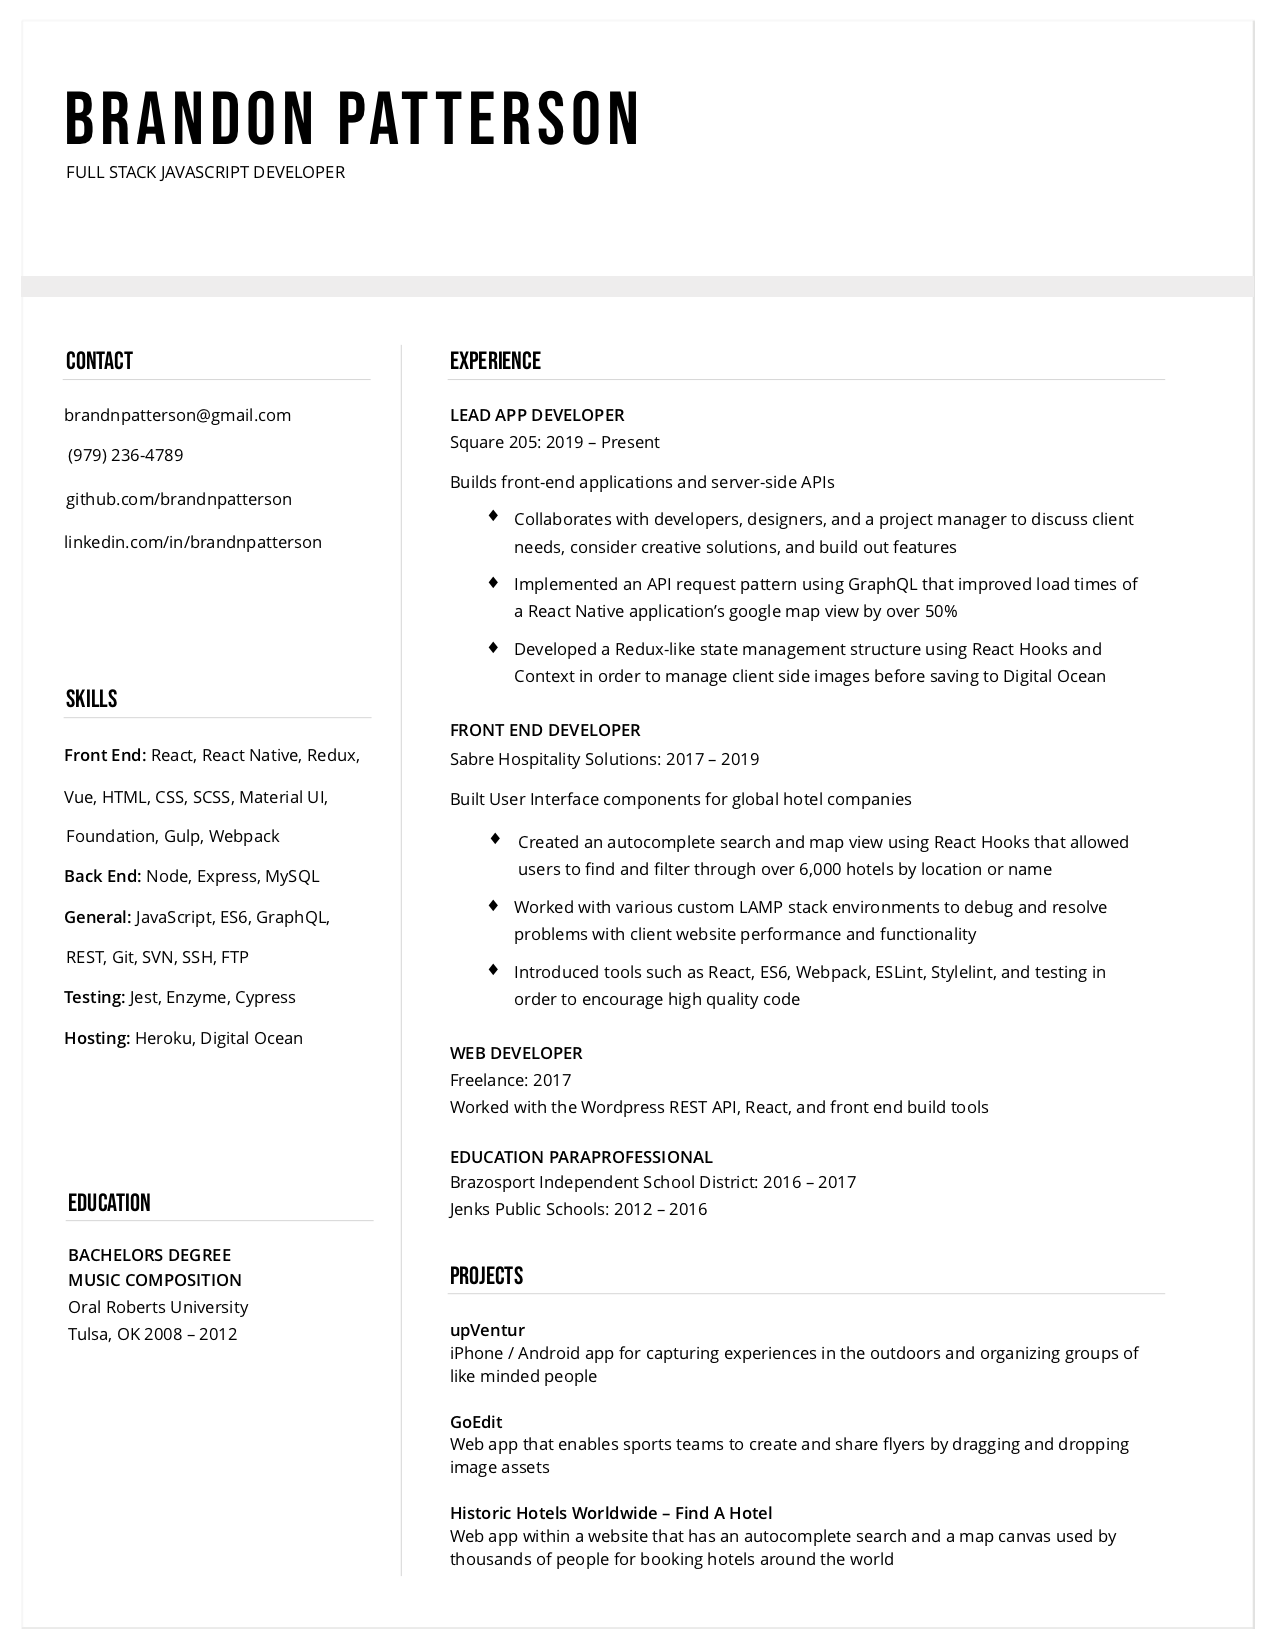 BRANDON PATTERSON
FULL STACK JAVASCRIPT DEVELOPER
CONTACT
brandnpatterson@gmail.com
(979) 236-4789
github.com/brandnpatterson
linkedin.com/in/brandnpatterson
SKILLS
Front End: React, React Native, Redux,
Vue, HTML, CSS, SCSS, Material UI,
Foundation, Gulp, Webpack
Back End: Node, Express, MySQL
General: JavaScript, ES6, GraphQL,
REST, Git, SVN, SSH, FTP
Testing: Jest, Enzyme, Cypress
Hosting: Heroku, Digital Ocean
EDUCATION
BACHELORS DEGREE
MUSIC COMPOSITION
Oral Roberts University
Tulsa, OK 2008 – 2012
EXPERIENCE
LEAD APP DEVELOPER
Square 205: 2019 – Present
Builds front-end applications and server-side APIs
♦ Collaborates with developers, designers, and a project manager to discuss client
needs, consider creative solutions, and build out features
♦ Implemented an API request pattern using GraphQL that improved load times of
a React Native application’s google map view by over 50%
♦ Developed a Redux-like state management structure using React Hooks and
Context in order to manage client side images before saving to Digital Ocean
FRONT END DEVELOPER
Sabre Hospitality Solutions: 2017 – 2019
Built User Interface components for global hotel companies
♦ Created an autocomplete search and map view using React Hooks that allowed
users to find and filter through over 6,000 hotels by location or name
♦ Worked with various custom LAMP stack environments to debug and resolve
problems with client website performance and functionality
♦ Introduced tools such as React, ES6, Webpack, ESLint, Stylelint, and testing in
order to encourage high quality code
WEB DEVELOPER
Freelance: 2017
Worked with the Wordpress REST API, React, and front end build tools
EDUCATION PARAPROFESSIONAL
Brazosport Independent School District: 2016 – 2017
Jenks Public Schools: 2012 – 2016
PROJECTS
upVentur
iPhone / Android app for capturing experiences in the outdoors and organizing groups of
like minded people
GoEdit
Web app that enables sports teams to create and share flyers by dragging and dropping
image assets
Historic Hotels Worldwide – Find A Hotel
Web app within a website that has an autocomplete search and a map canvas used by
thousands of people for booking hotels around the world